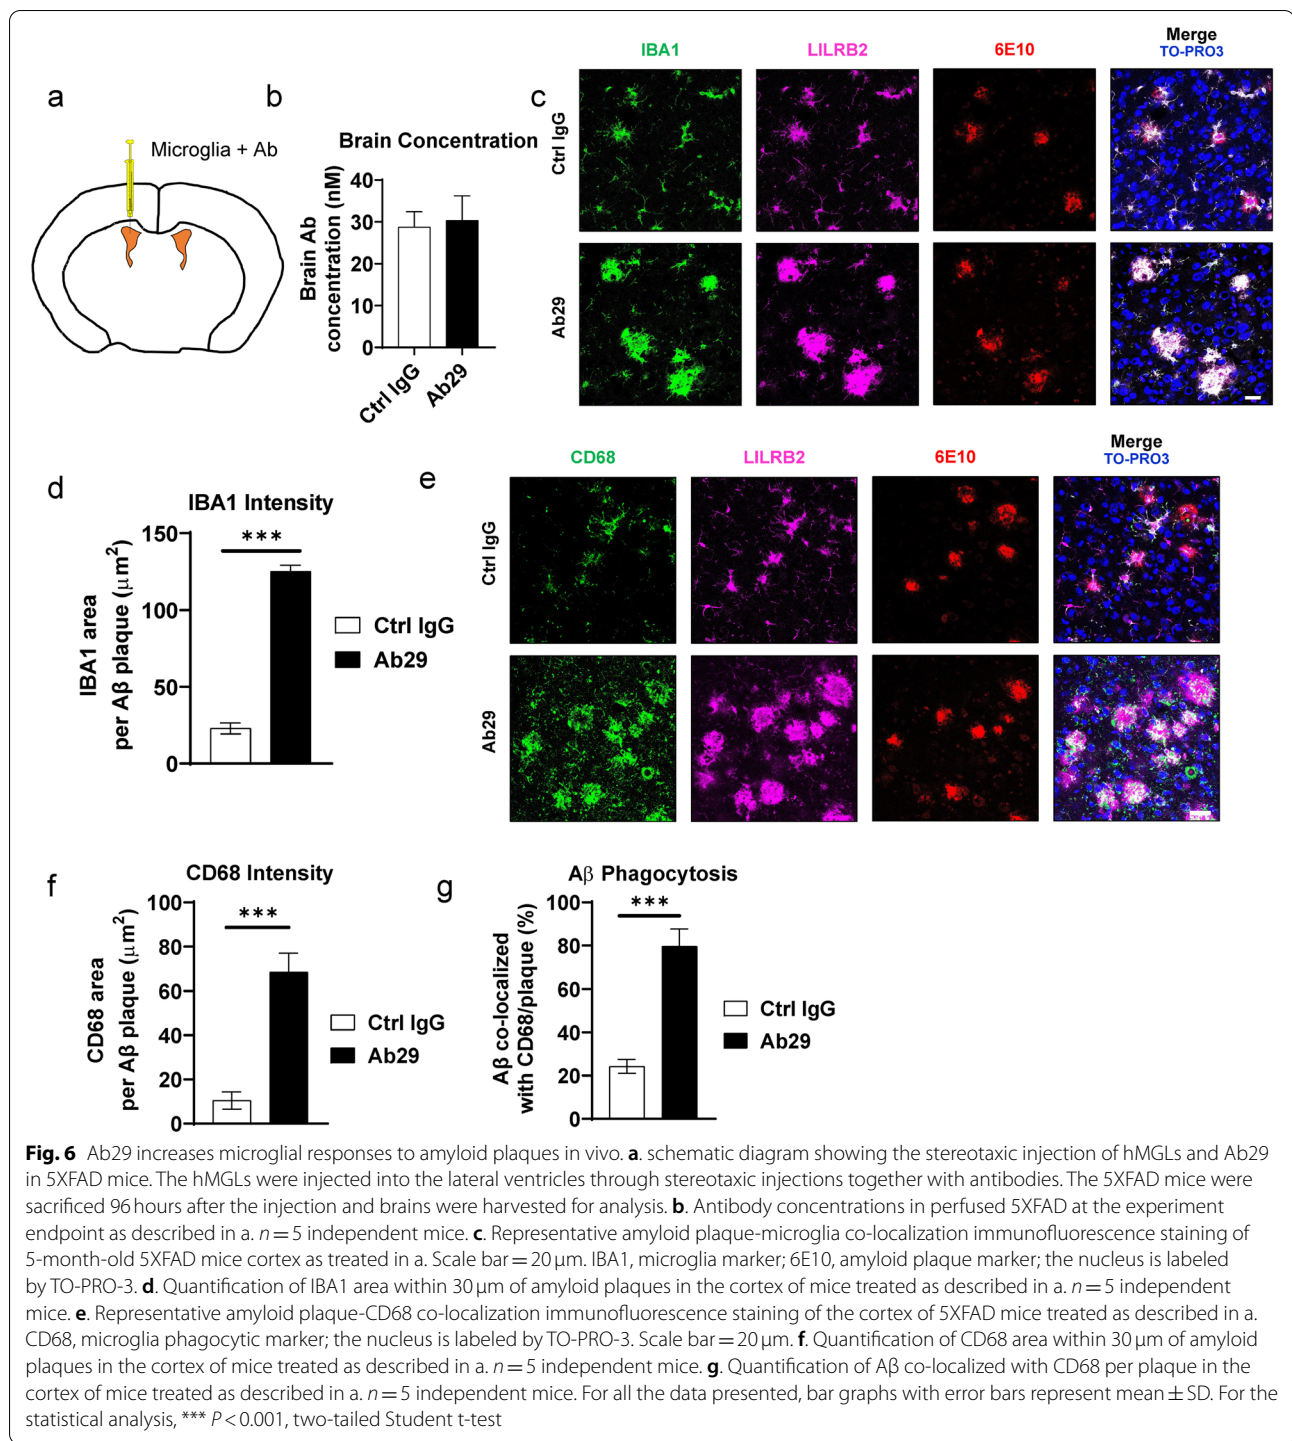 a
Microglia + Ab
b
Brain Concentration
Brain Ab
concentration (nM)
40
30
20
10
0
Ctrl IgG
Ab29
c
IBA1
LILRB2
6E10
Merge
TO-PRO3
Ctrl IgG
Ab29
d
IBA1 Intensity
IBA1 area
per Aβ plaque (μm²)
150
100
50
0
***
Ctrl IgG
Ab29
e
CD68
LILRB2
6E10
Merge
TO-PRO3
Ctrl IgG
Ab29
f
CD68 Intensity
CD68 area
per Aβ plaque (μm²)
100
80
60
40
20
0
***
Ctrl IgG
Ab29
g
Aβ Phagocytosis
Aβ co-localized
with CD68/plaque (%)
100
80
60
40
20
0
***
Ctrl IgG
Ab29
Fig. 6 Ab29 increases microglial responses to amyloid plaques in vivo. a. schematic diagram showing the stereotaxic injection of hMGLs and Ab29
in 5XFAD mice. The hMGLs were injected into the lateral ventricles through stereotaxic injections together with antibodies. The 5XFAD mice were
sacrificed 96 hours after the injection and brains were harvested for analysis. b. Antibody concentrations in perfused 5XFAD at the experiment
endpoint as described in a. n = 5 independent mice. c. Representative amyloid plaque-microglia co-localization immunofluorescence staining of
5-month-old 5XFAD mice cortex as treated in a. Scale bar = 20 μm. IBA1, microglia marker; 6E10, amyloid plaque marker; the nucleus is labeled
by TO-PRO-3. d. Quantification of IBA1 area within 30 μm of amyloid plaques in the cortex of mice treated as described in a. n = 5 independent
mice. e. Representative amyloid plaque-CD68 co-localization immunofluorescence staining of the cortex of 5XFAD mice treated as described in a.
CD68, microglia phagocytic marker; the nucleus is labeled by TO-PRO-3. Scale bar = 20 μm. f. Quantification of CD68 area within 30 μm of amyloid
plaques in the cortex of mice treated as described in a. n = 5 independent mice. g. Quantification of Aβ co-localized with CD68 per plaque in the
cortex of mice treated as described in a. n = 5 independent mice. For all the data presented, bar graphs with error bars represent mean ± SD. For the
statistical analysis, *** P < 0.001, two-tailed Student t-test